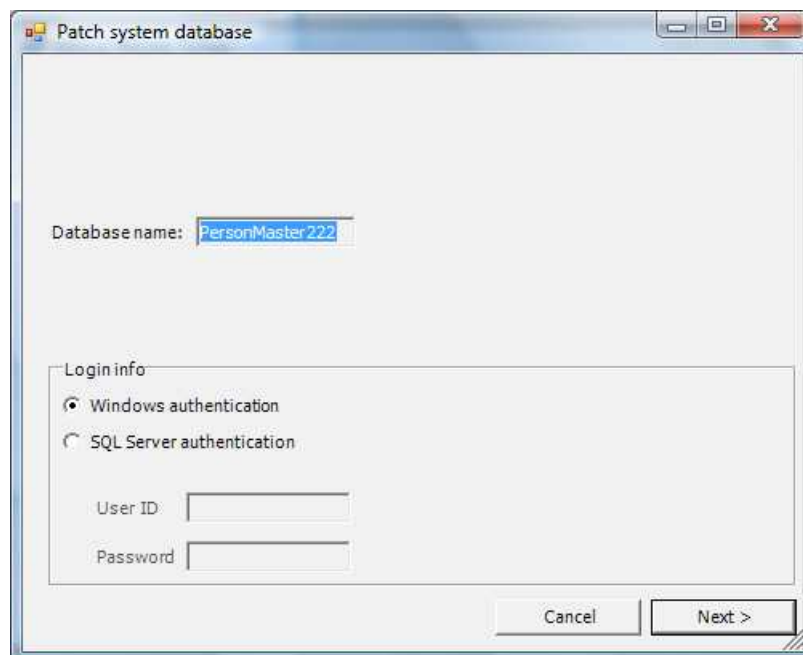 Patch system database
Database name: PersonMaster222
Login info
Windows authentication
SQL Server authentication
User ID
Password
Cancel Next >